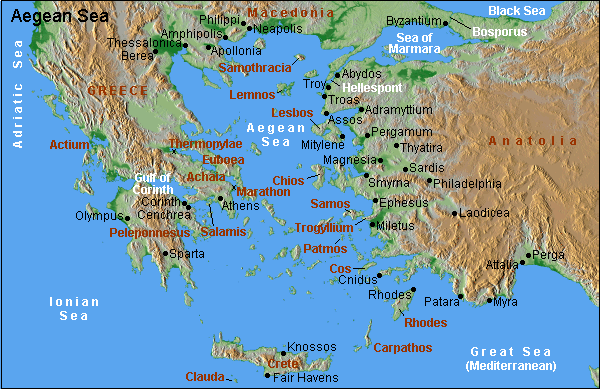 Aegean Sea
Macedonia
Black Sea
Philippi
Byzantium
Neapolis
Bosporus
Amphipolis
Sea of
Marmara
Thessalonica
Apollonia
Berea
Samothracia
Abydos
Troy
Hellespont
Adriatic Sea
GREECE
Lemnos
Troas
Adramyttium
Lesbos
Assos
Aegean
Sea
Actium
Thermopylae
Mitylene
Pergamum
Anatolia
Thyatira
Euboea
Magnesia
Sardis
Gulf of
Corinth
Achaia
Chios
Smyrna
Philadelphia
Marathon
Corinth
Athens
Ephesus
Cenchrea
Samos
Laodicea
Olympus
Peleponnesus
Salamis
Trogyllium
Miletus
Patmos
Sparta
Perga
Attalia
Cos
Cnidus
Rhodes
Patara
Myra
Ionian
Sea
Rhodes
Knossos
Carpathos
Great Sea
(Mediterranean)
Crete
Clauda
Fair Havens